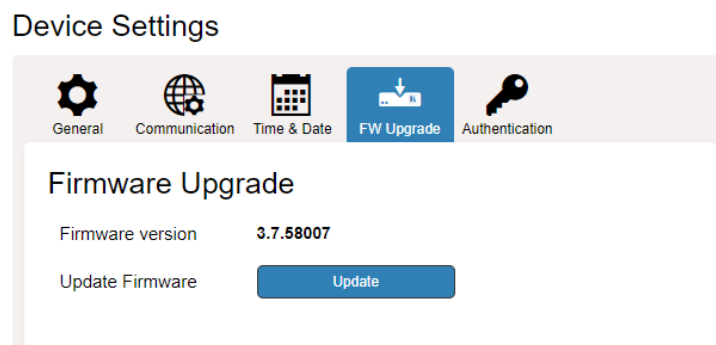 Device Settings
General Communication Time & Date FW Upgrade Authentication
Firmware Upgrade
Firmware version 3.7.58007
Update Firmware Update